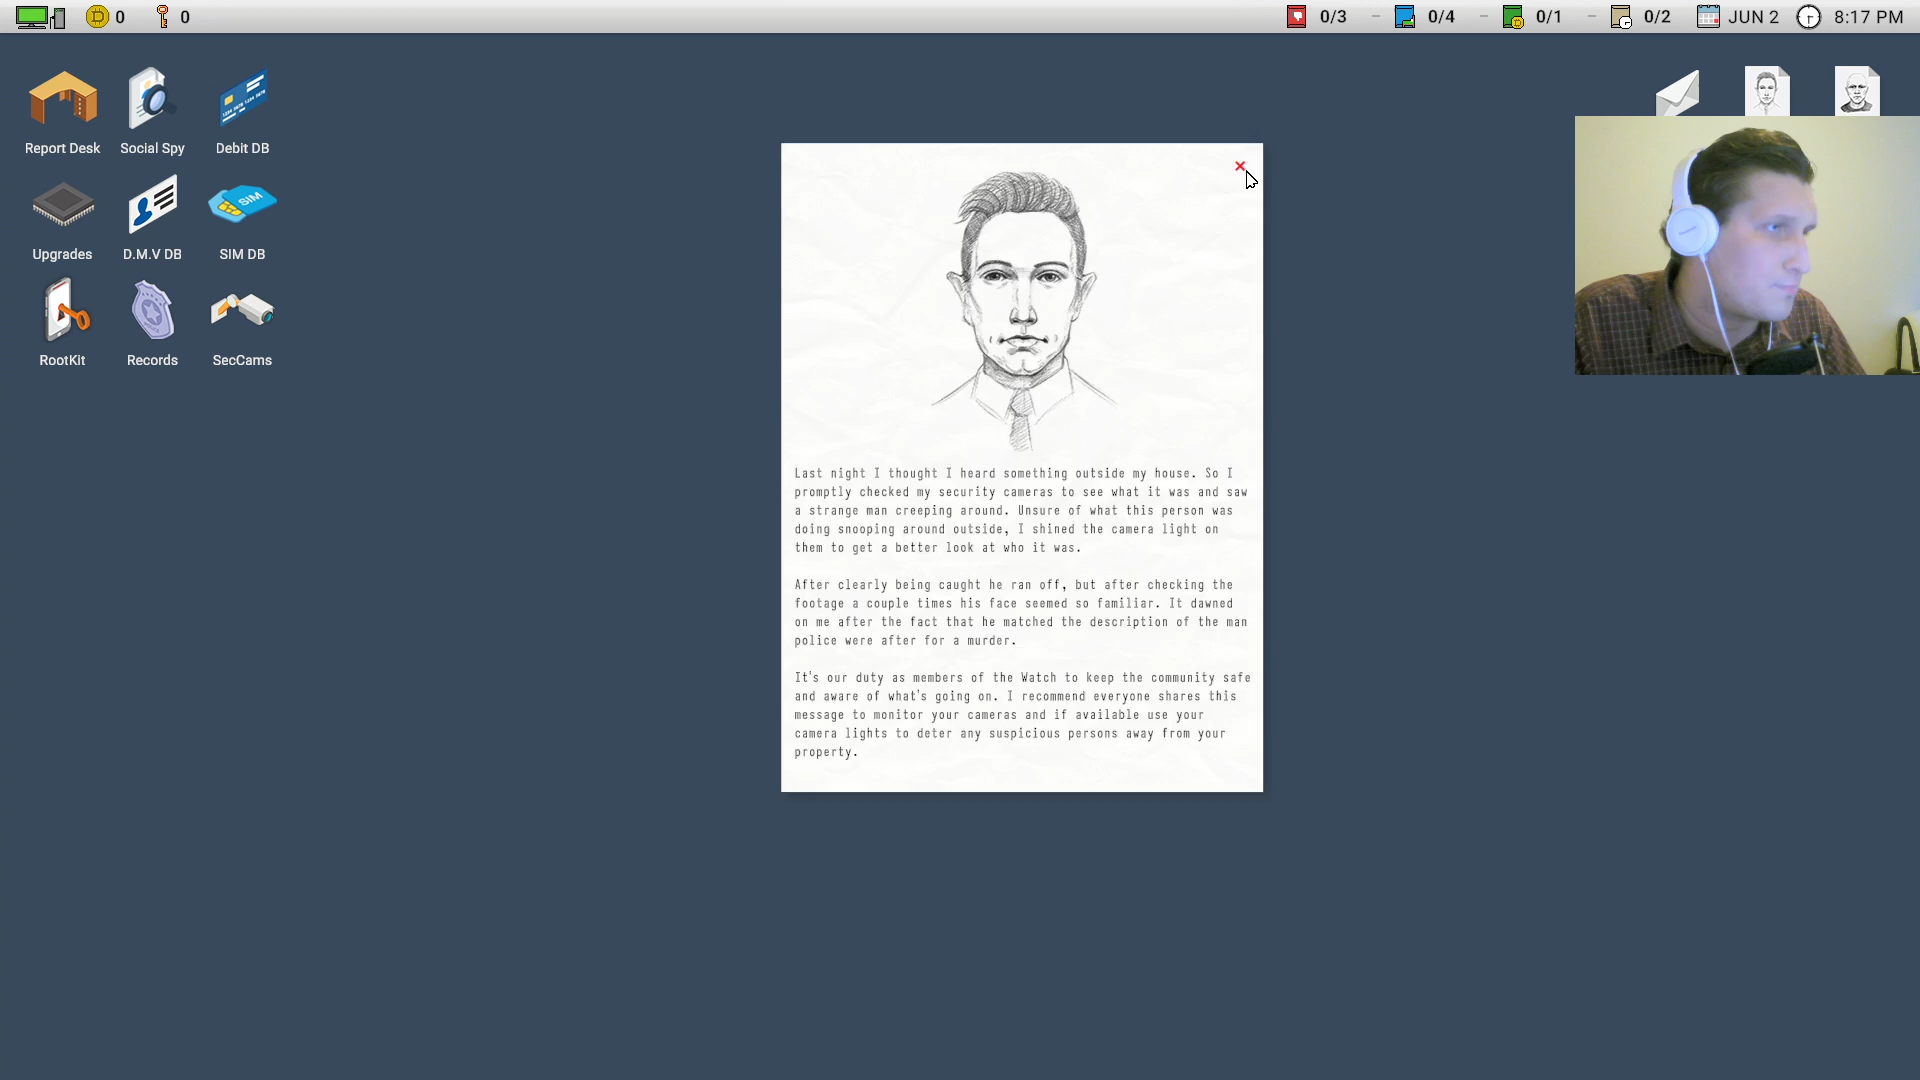 0
0
0/3
0/4
0/1
0/2
JUN 2
8:17 PM
Report Desk
Social Spy
Debit DB
Upgrades
D.M.V DB
SIM DB
SIM
RootKit
Records
SecCams
Last night I thought I heard something outside my house. So I
promptly checked my security cameras to see what it was and saw
a strange man creeping around. Unsure of what this person was
doing snooping around outside, I shined the camera light on
them to get a better look at who it was.
After clearly being caught he ran off, but after checking the
footage a couple times his face seemed so familiar. It dawned
on me after the fact that he matched the description of the man
police were after for a murder.
It's our duty as members of the Watch to keep the community safe
and aware of what's going on. I recommend everyone shares this
message to monitor your cameras and if available use your
camera lights to deter any suspicious persons away from your
property.